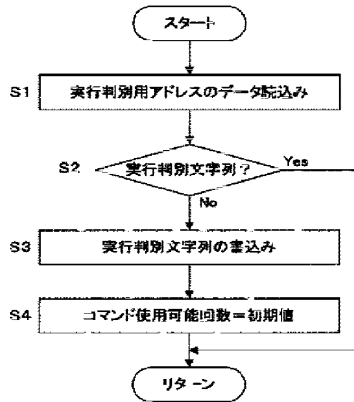 スタート
S1 実行判別用アドレスのデータ読込み
S2 実行判別文字列？ Yes
No
S3 実行判別文字列の書込み
S4 コマンド使用可能回数＝初期値
リターン